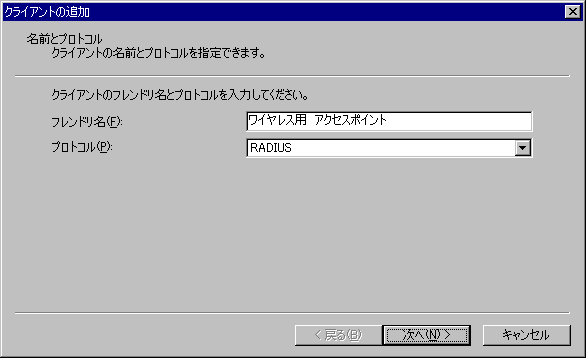 クライアントの追加
名前とプロトコル
クライアントの名前とプロトコルを指定できます。
クライアントのフレンドリ名とプロトコルを入力してください。
フレンドリ名(F): ワイヤレス用 アクセスポイント
プロトコル(P): RADIUS
< 戻る(B) 次へ(N) > キャンセル